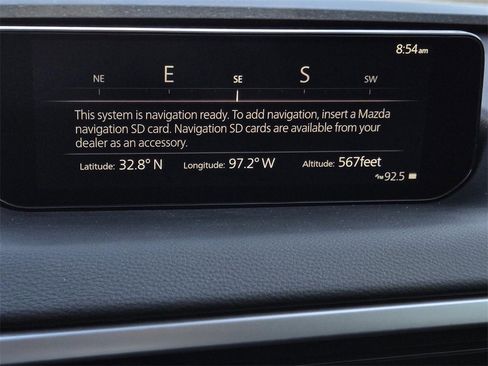 8:54am
NE E SE S SW
This system is navigation ready. To add navigation, insert a Mazda
navigation SD card. Navigation SD cards are available from your
dealer as an accessory.
Latitude: 32.8° N Longitude: 97.2° W Altitude: 567feet
FM 92.5